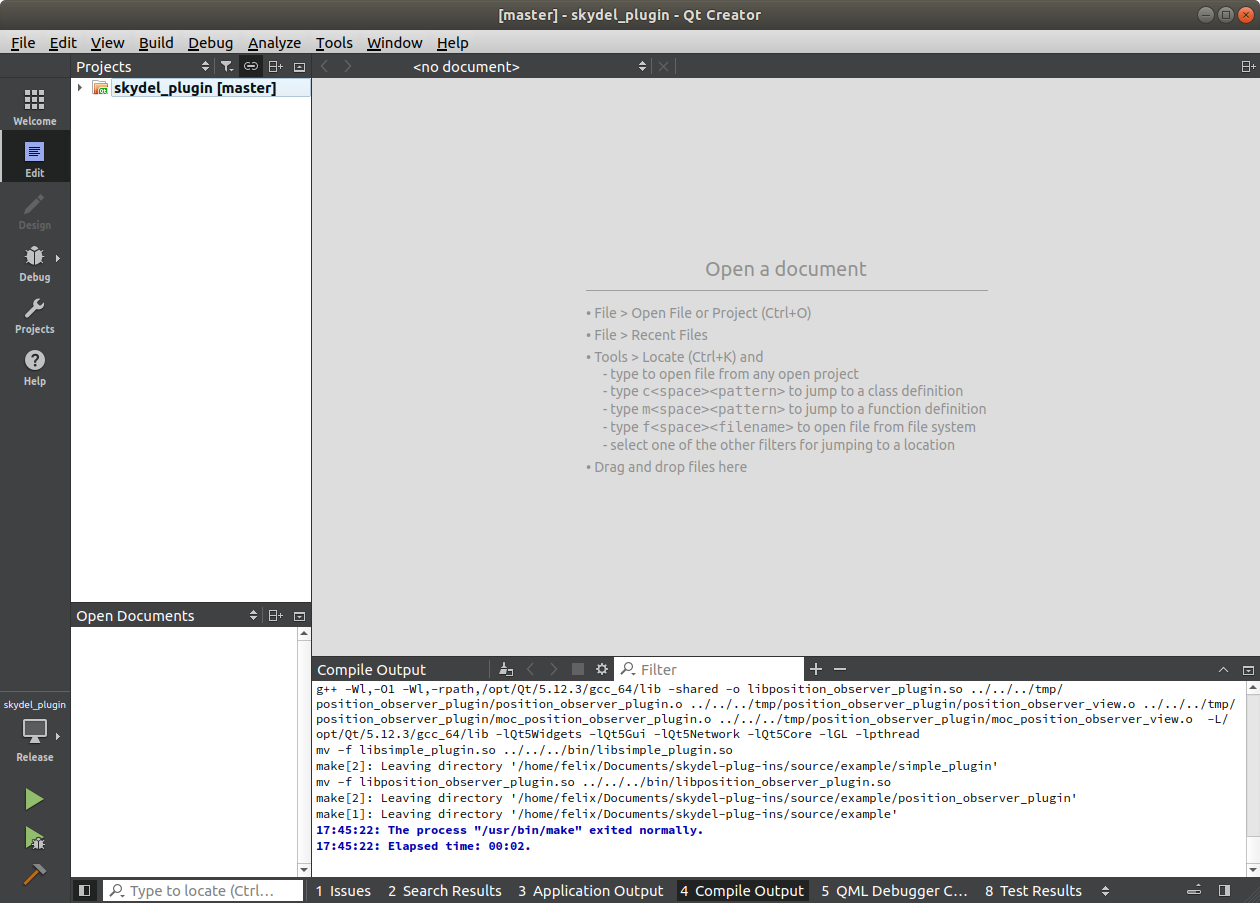 [master] - skydel_plugin - Qt Creator
File Edit View Build Debug Analyze Tools Window Help
Projects
<no document>
skydel_plugin [master]
Welcome
Edit
Design
Debug
Projects
Help
Open a document
• File > Open File or Project (Ctrl+O)
• File > Recent Files
• Tools > Locate (Ctrl+K) and
- type to open file from any open project
- type c<space><pattern> to jump to a class definition
- type m<space><pattern> to jump to a function definition
- type f<space><filename> to open file from file system
- select one of the other filters for jumping to a location
• Drag and drop files here
Open Documents
Compile Output
Filter
g++ -Wl,-O1 -Wl,-rpath,/opt/Qt/5.12.3/gcc_64/lib -shared -o libposition_observer_plugin.so ../../../tmp/
position_observer_plugin/position_observer_plugin.o ../../../tmp/position_observer_plugin/position_observer_view.o ../../../tmp/
position_observer_plugin/moc_position_observer_plugin.o ../../../tmp/position_observer_plugin/moc_position_observer_view.o -L/
opt/Qt/5.12.3/gcc_64/lib -lQt5Widgets -lQt5Gui -lQt5Network -lQt5Core -lGL -lpthread
mv -f libsimple_plugin.so ../../../bin/libsimple_plugin.so
make[2]: Leaving directory '/home/felix/Documents/skydel-plug-ins/source/example/simple_plugin'
mv -f libposition_observer_plugin.so ../../../bin/libposition_observer_plugin.so
make[2]: Leaving directory '/home/felix/Documents/skydel-plug-ins/source/example/position_observer_plugin'
make[1]: Leaving directory '/home/felix/Documents/skydel-plug-ins/source/example'
17:45:22: The process "/usr/bin/make" exited normally.
17:45:22: Elapsed time: 00:02.
skydel_plugin
Release
Type to locate (Ctrl...
1 Issues 2 Search Results 3 Application Output 4 Compile Output 5 QML Debugger C... 8 Test Results